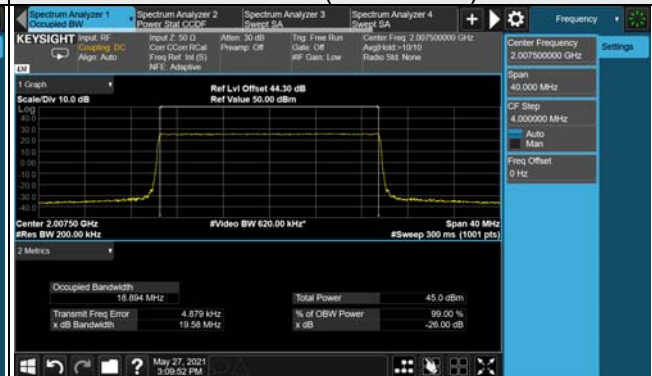 Spectrum Analyzer 1
Occupied BW
Spectrum Analyzer 2
Power Stat CCDF
Spectrum Analyzer 3
Swept SA
Spectrum Analyzer 4
Swept SA
Frequency
KEYSIGHT
Input: RF
Coupling: DC
Align: Auto
Input Z: 50 Ω
Corr CCorr RCal
Freq Ref: Int (S)
NFE: Adaptive
Atten: 30 dB
Preamp: Off
Trig: Free Run
Gate: Off
#IF Gain: Low
Center Freq: 2.007500000 GHz
Avg|Hold:>10/10
Radio Std: None
Center Frequency
2.007500000 GHz
Settings
Span
40.000 MHz
CF Step
4.000000 MHz
Auto
Man
Freq Offset
0 Hz
1 Graph
Scale/Div 10.0 dB
Ref Lvl Offset 44.30 dB
Ref Value 50.00 dBm
Log
40.0
30.0
20.0
10.0
0.00
-10.0
-20.0
-30.0
-40.0
Center 2.00750 GHz
#Res BW 200.00 kHz
#Video BW 620.00 kHz*
Span 40 MHz
#Sweep 300 ms (1001 pts)
2 Metrics
Occupied Bandwidth
18.894 MHz
Total Power 45.0 dBm
Transmit Freq Error 4.879 kHz
% of OBW Power 99.00 %
x dB Bandwidth 19.58 MHz
x dB -26.00 dB
?
May 27, 2021
3:09:52 PM